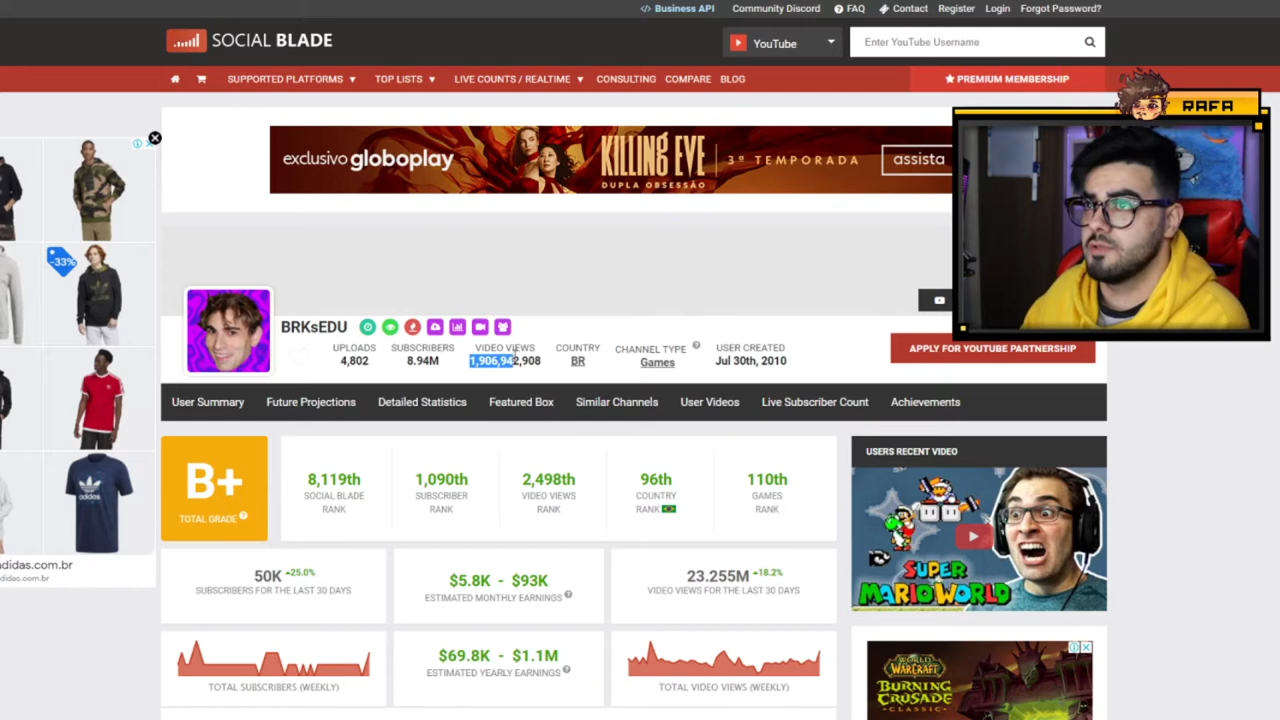 Business API Community Discord FAQ Contact Register Login Forgot Password?
SOCIAL BLADE
YouTube
Enter YouTube Username
SUPPORTED PLATFORMS TOP LISTS LIVE COUNTS / REALTIME CONSULTING COMPARE BLOG
PREMIUM MEMBERSHIP
RAFA
exclusivo globoplay
KILLING EVE
DUPLA OBSESSÃO
3ª TEMPORADA
assista
-33%
BRKsEDU
UPLOADS
4,802
SUBSCRIBERS
8.94M
VIDEO VIEWS
1,906,942,908
COUNTRY
BR
CHANNEL TYPE
Games
USER CREATED
Jul 30th, 2010
APPLY FOR YOUTUBE PARTNERSHIP
User Summary Future Projections Detailed Statistics Featured Box Similar Channels User Videos Live Subscriber Count Achievements
B+
TOTAL GRADE
8,119th
SOCIAL BLADE
RANK
1,090th
SUBSCRIBER
RANK
2,498th
VIDEO VIEWS
RANK
96th
COUNTRY
RANK
110th
GAMES
RANK
USERS RECENT VIDEO
SUPER
MARIO WORLD
50K +25.0%
SUBSCRIBERS FOR THE LAST 30 DAYS
$5.8K - $93K
ESTIMATED MONTHLY EARNINGS
23.255M +18.2%
VIDEO VIEWS FOR THE LAST 30 DAYS
TOTAL SUBSCRIBERS (WEEKLY)
$69.8K - $1.1M
ESTIMATED YEARLY EARNINGS
TOTAL VIDEO VIEWS (WEEKLY)
adidas
didas.com.br
adidas.com.br
WORLD
WARCRAFT
BURNING
CRUSADE
CLASSIC